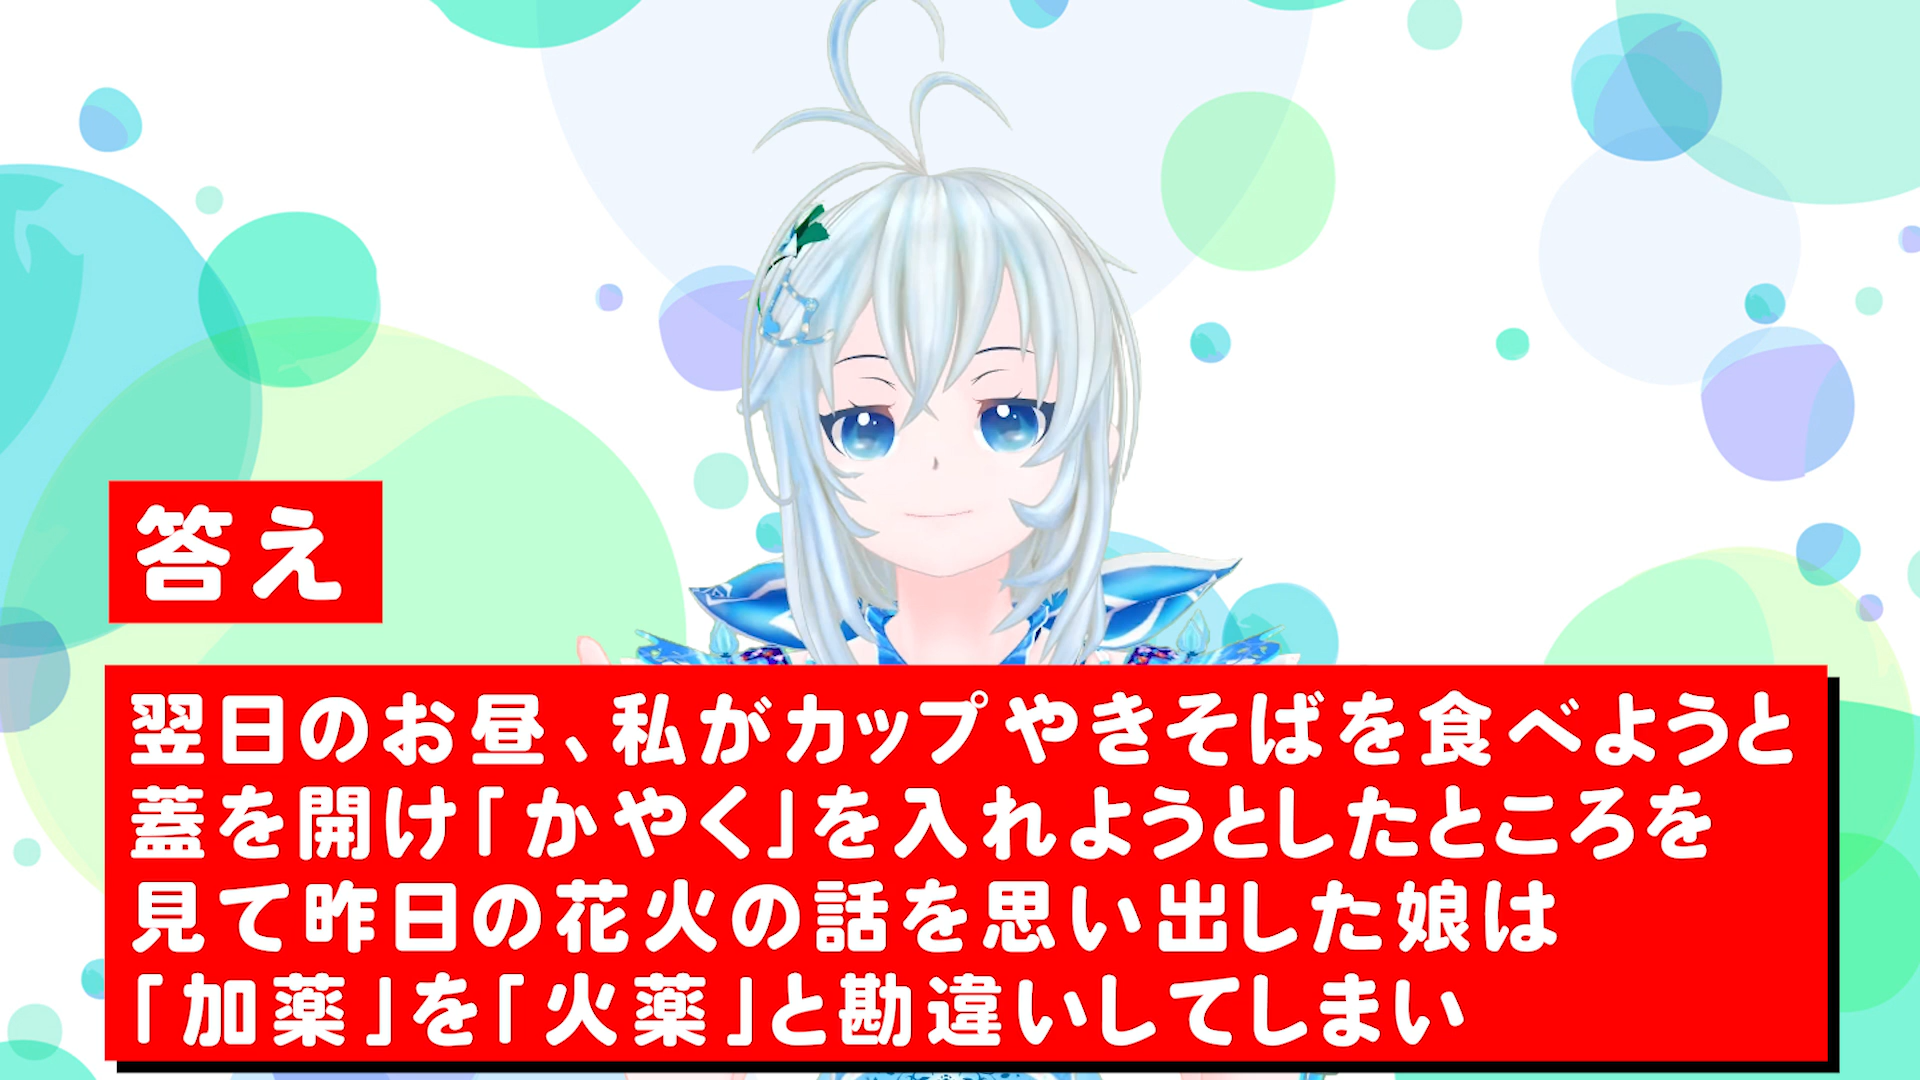 答え
翌日のお昼、私がカップやきそばを食べようと
蓋を開け「かやく」を入れようとしたところを
見て昨日の花火の話を思い出した娘は
「加薬」を「火薬」と勘違いしてしまい